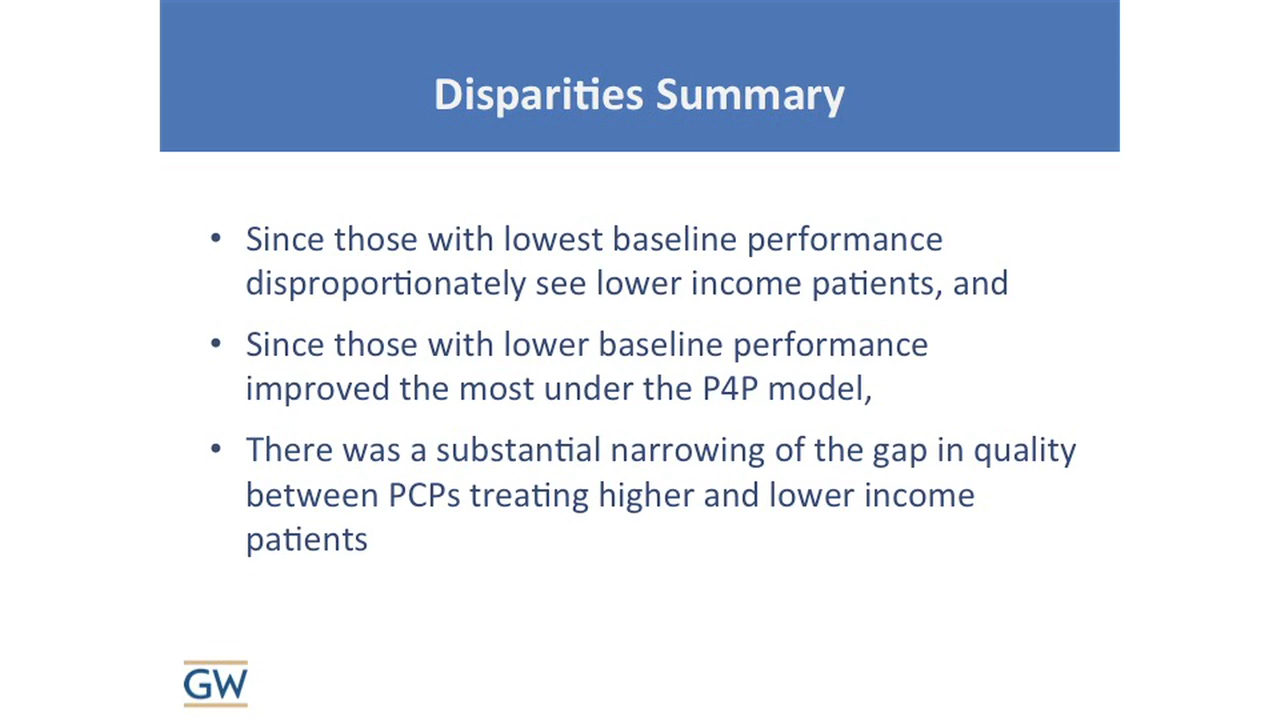 Disparities Summary
• Since those with lowest baseline performance
disproportionately see lower income patients, and
• Since those with lower baseline performance
improved the most under the P4P model,
• There was a substantial narrowing of the gap in quality
between PCPs treating higher and lower income
patients
GW